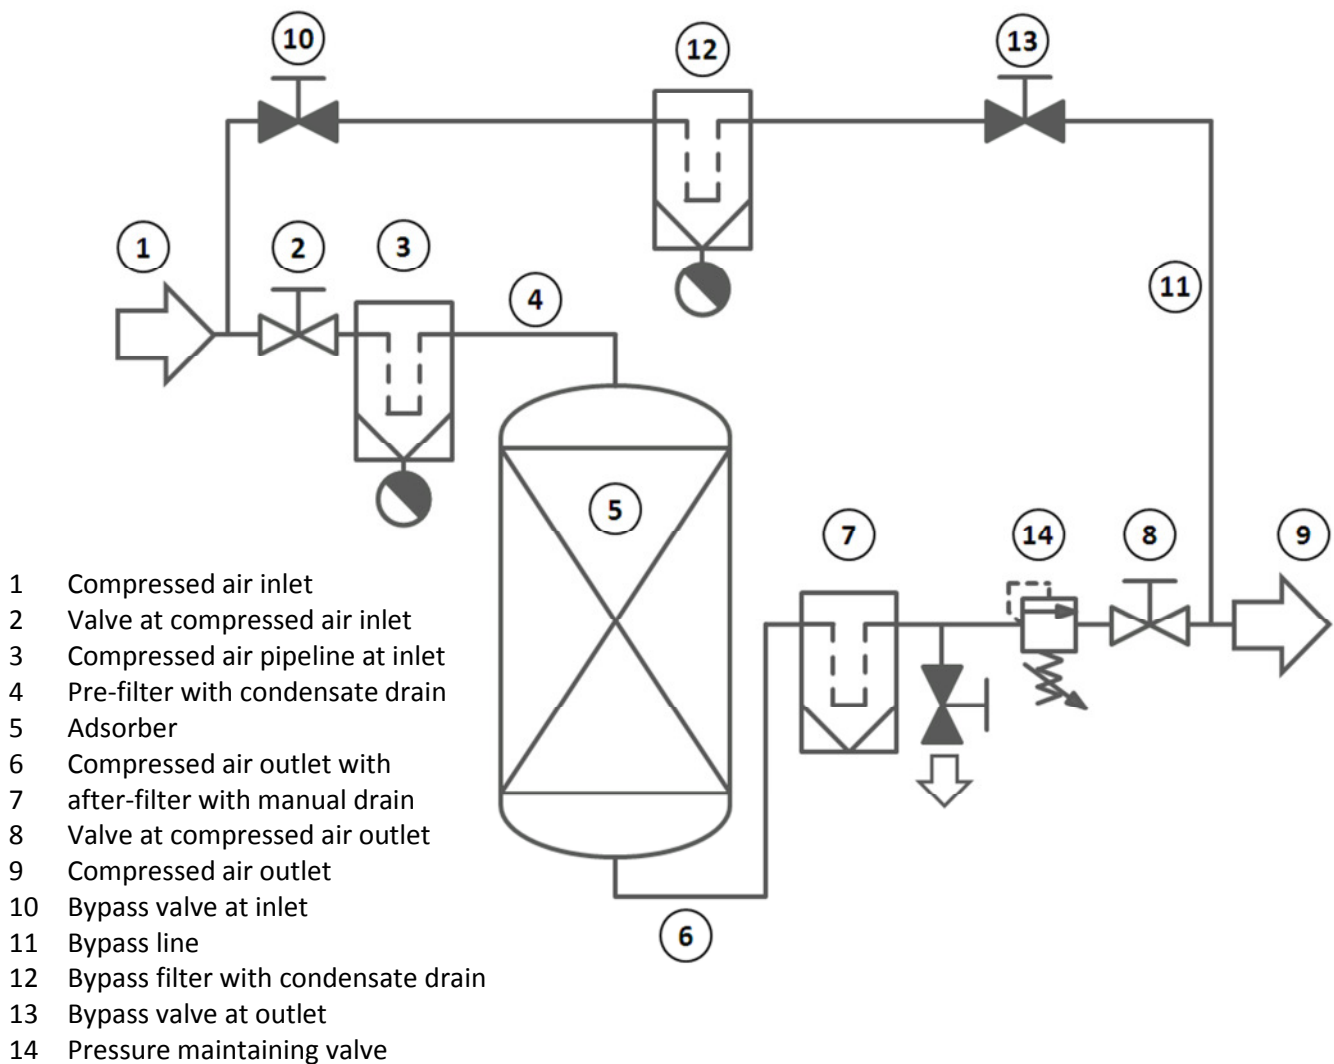 10
12
13
1
2
3
4
11
5
7
14
8
9
6
1 Compressed air inlet
2 Valve at compressed air inlet
3 Compressed air pipeline at inlet
4 Pre-filter with condensate drain
5 Adsorber
6 Compressed air outlet with
7 after-filter with manual drain
8 Valve at compressed air outlet
9 Compressed air outlet
10 Bypass valve at inlet
11 Bypass line
12 Bypass filter with condensate drain
13 Bypass valve at outlet
14 Pressure maintaining valve